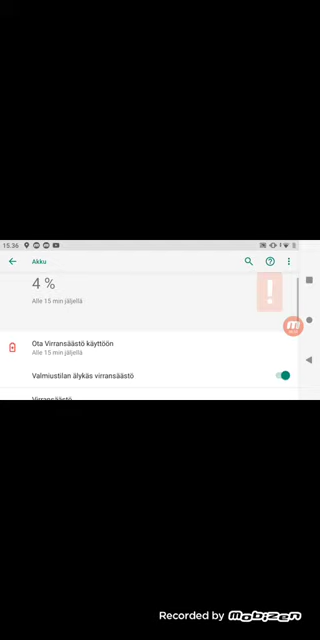 15.36
Akku
4 %
Alle 15 min jäljellä
Ota Virransäästö käyttöön
Alle 15 min jäljellä
Valmiustilan älykäs virransäästö
Virransäästö
Recorded by mobizen